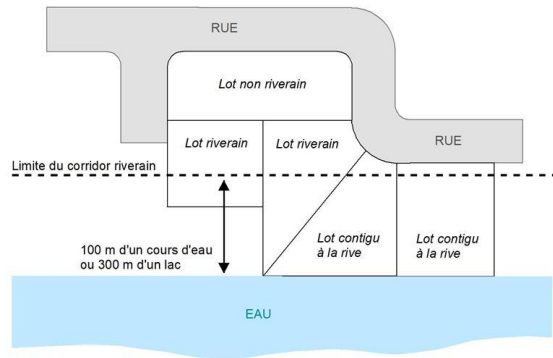 RUE
Lot non riverain
Lot riverain
Lot riverain
RUE
Limite du corridor riverain
100 m d'un cours d'eau
ou 300 m d'un lac
Lot contigu
à la rive
Lot contigu
à la rive
EAU